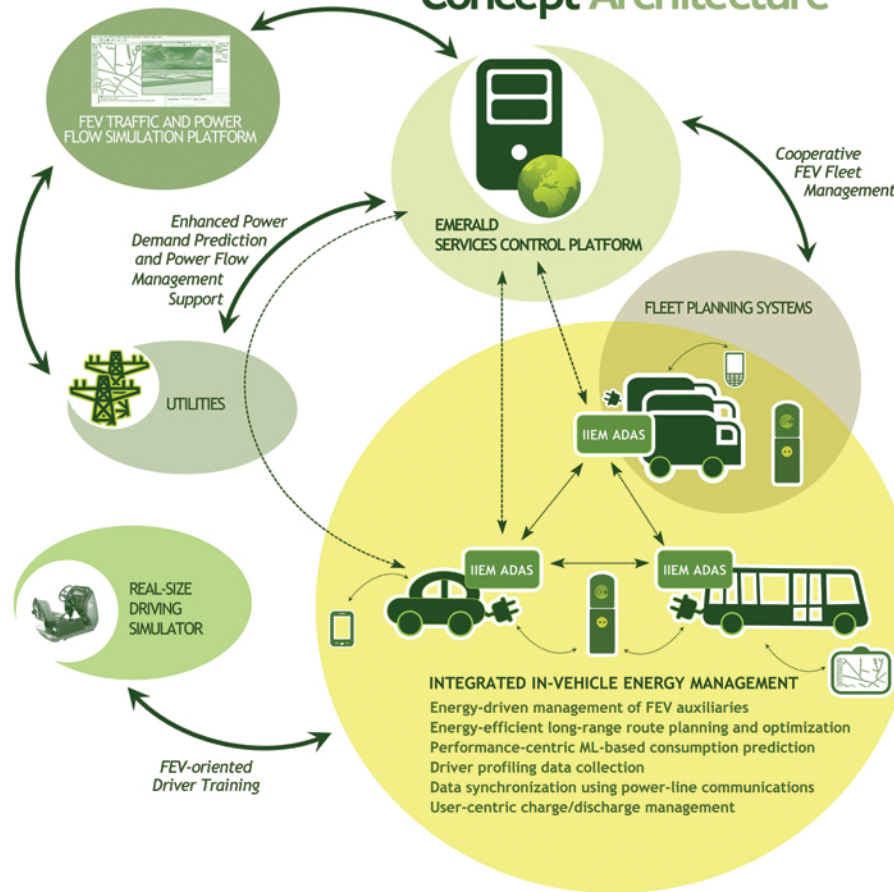 Concept Architecture
FEV TRAFFIC AND POWER
FLOW SIMULATION PLATFORM
Cooperative
FEV Fleet
Management
Enhanced Power
Demand Prediction
and Power Flow
Management
Support
EMERALD
SERVICES CONTROL PLATFORM
FLEET PLANNING SYSTEMS
UTILITIES
IIEM ADAS
IIEM ADAS
IIEM ADAS
REAL-SIZE
DRIVING
SIMULATOR
INTEGRATED IN-VEHICLE ENERGY MANAGEMENT
Energy-driven management of FEV auxiliaries
Energy-efficient long-range route planning and optimization
Performance-centric ML-based consumption prediction
Driver profiling data collection
Data synchronization using power-line communications
User-centric charge/discharge management
FEV-oriented
Driver Training